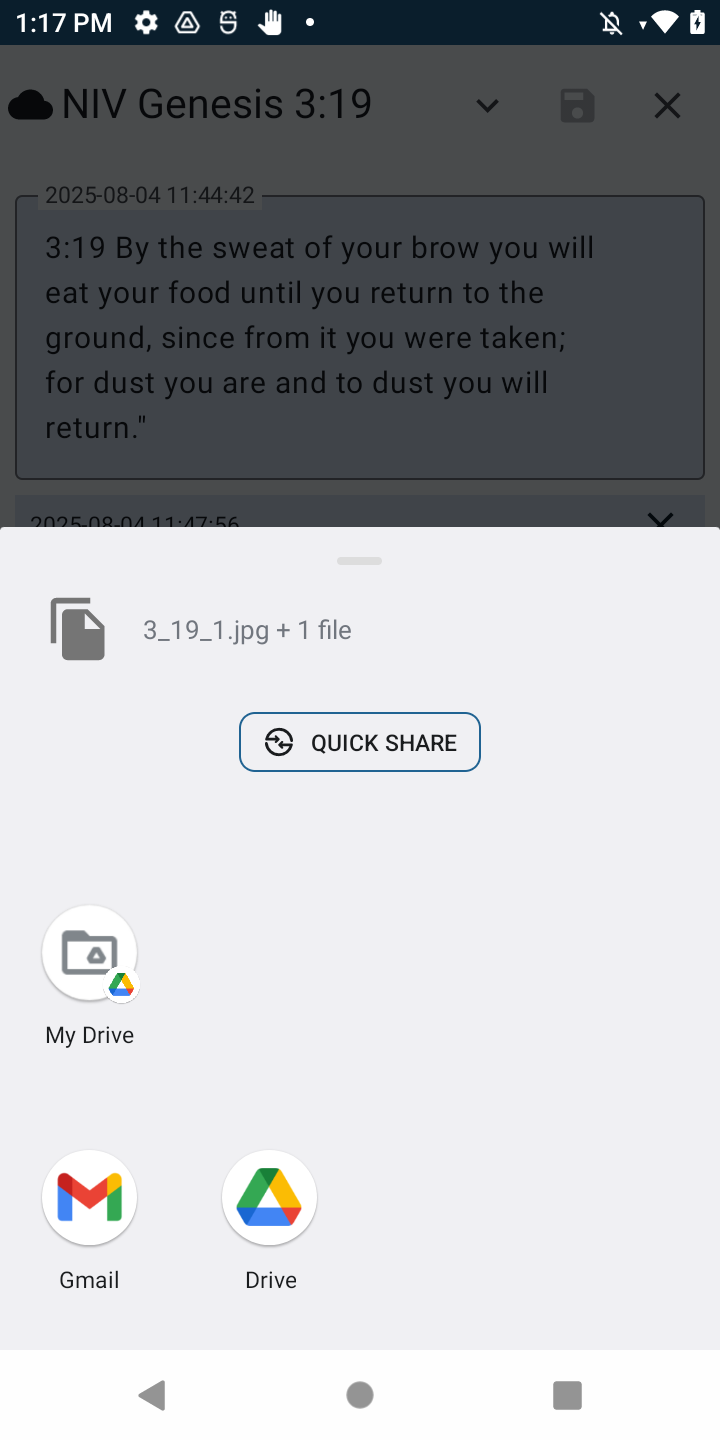 1:17 PM
NIV Genesis 3:19
2025-08-04 11:44:42
3:19 By the sweat of your brow you will
eat your food until you return to the
ground, since from it you were taken;
for dust you are and to dust you will
return."
2025-08-04 11:47:56
3_19_1.jpg + 1 file
QUICK SHARE
My Drive
Gmail
Drive